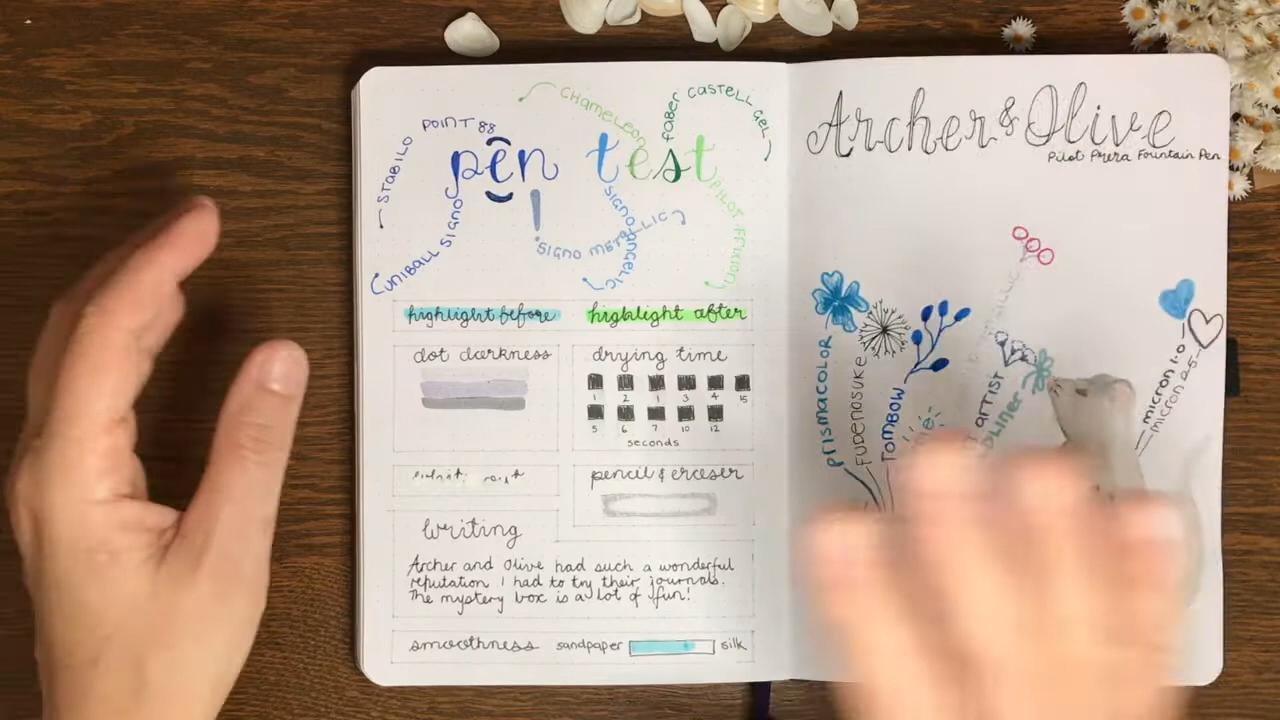 CHAMELEON
FABER CASTELL GEL
POINT 88
STABILO
pen test
UNIBALL SIGNO
SIGNO METALLIC
SIGNO ANGELIC
PILOT FRIXION
highlight before
highlight after
dot darkness
drying time
1 2 1 3 4 15
5 6 7 10 12
seconds
pencil & eraser
writing
Archer and Olive had such a wonderful
reputation I had to try their journals.
The mystery box is a lot of fun!
smoothness sandpaper silk
Archer & Olive
Pilot Prera Fountain Pen
PRISMACOLOR
FUDENOSUKE
TOMBOW
ARTIST
micron 1.0
micron 25